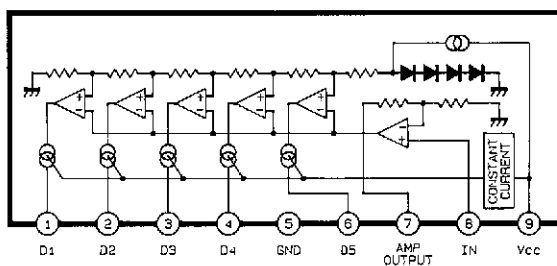 + - + - + - + - + - - +
CONSTANT
CURRENT
1 2 3 4 5 6 7 8 9
D1 D2 D3 D4 GND D5 AMP OUTPUT IN Vcc